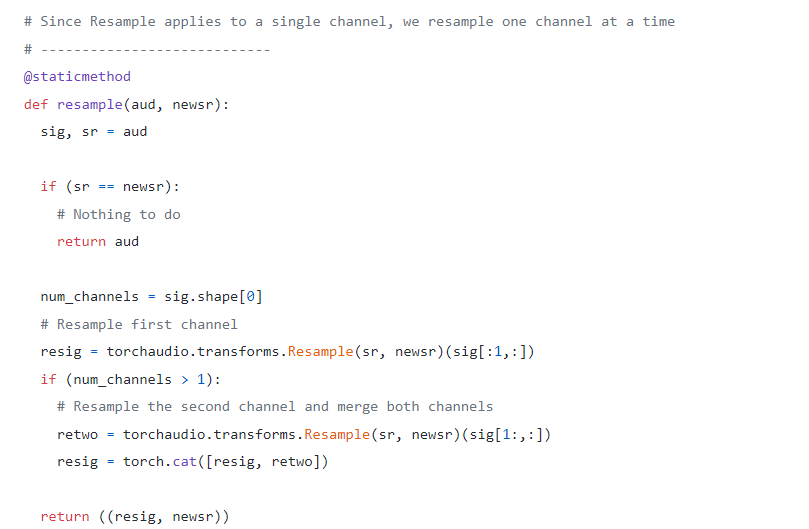 # Since Resample applies to a single channel, we resample one channel at a time
# ----------------------------
@staticmethod
def resample(aud, newsr):
  sig, sr = aud

  if (sr == newsr):
    # Nothing to do
    return aud

  num_channels = sig.shape[0]
  # Resample first channel
  resig = torchaudio.transforms.Resample(sr, newsr)(sig[:1,:])
  if (num_channels > 1):
    # Resample the second channel and merge both channels
    retwo = torchaudio.transforms.Resample(sr, newsr)(sig[1:,:])
    resig = torch.cat([resig, retwo])

  return ((resig, newsr))